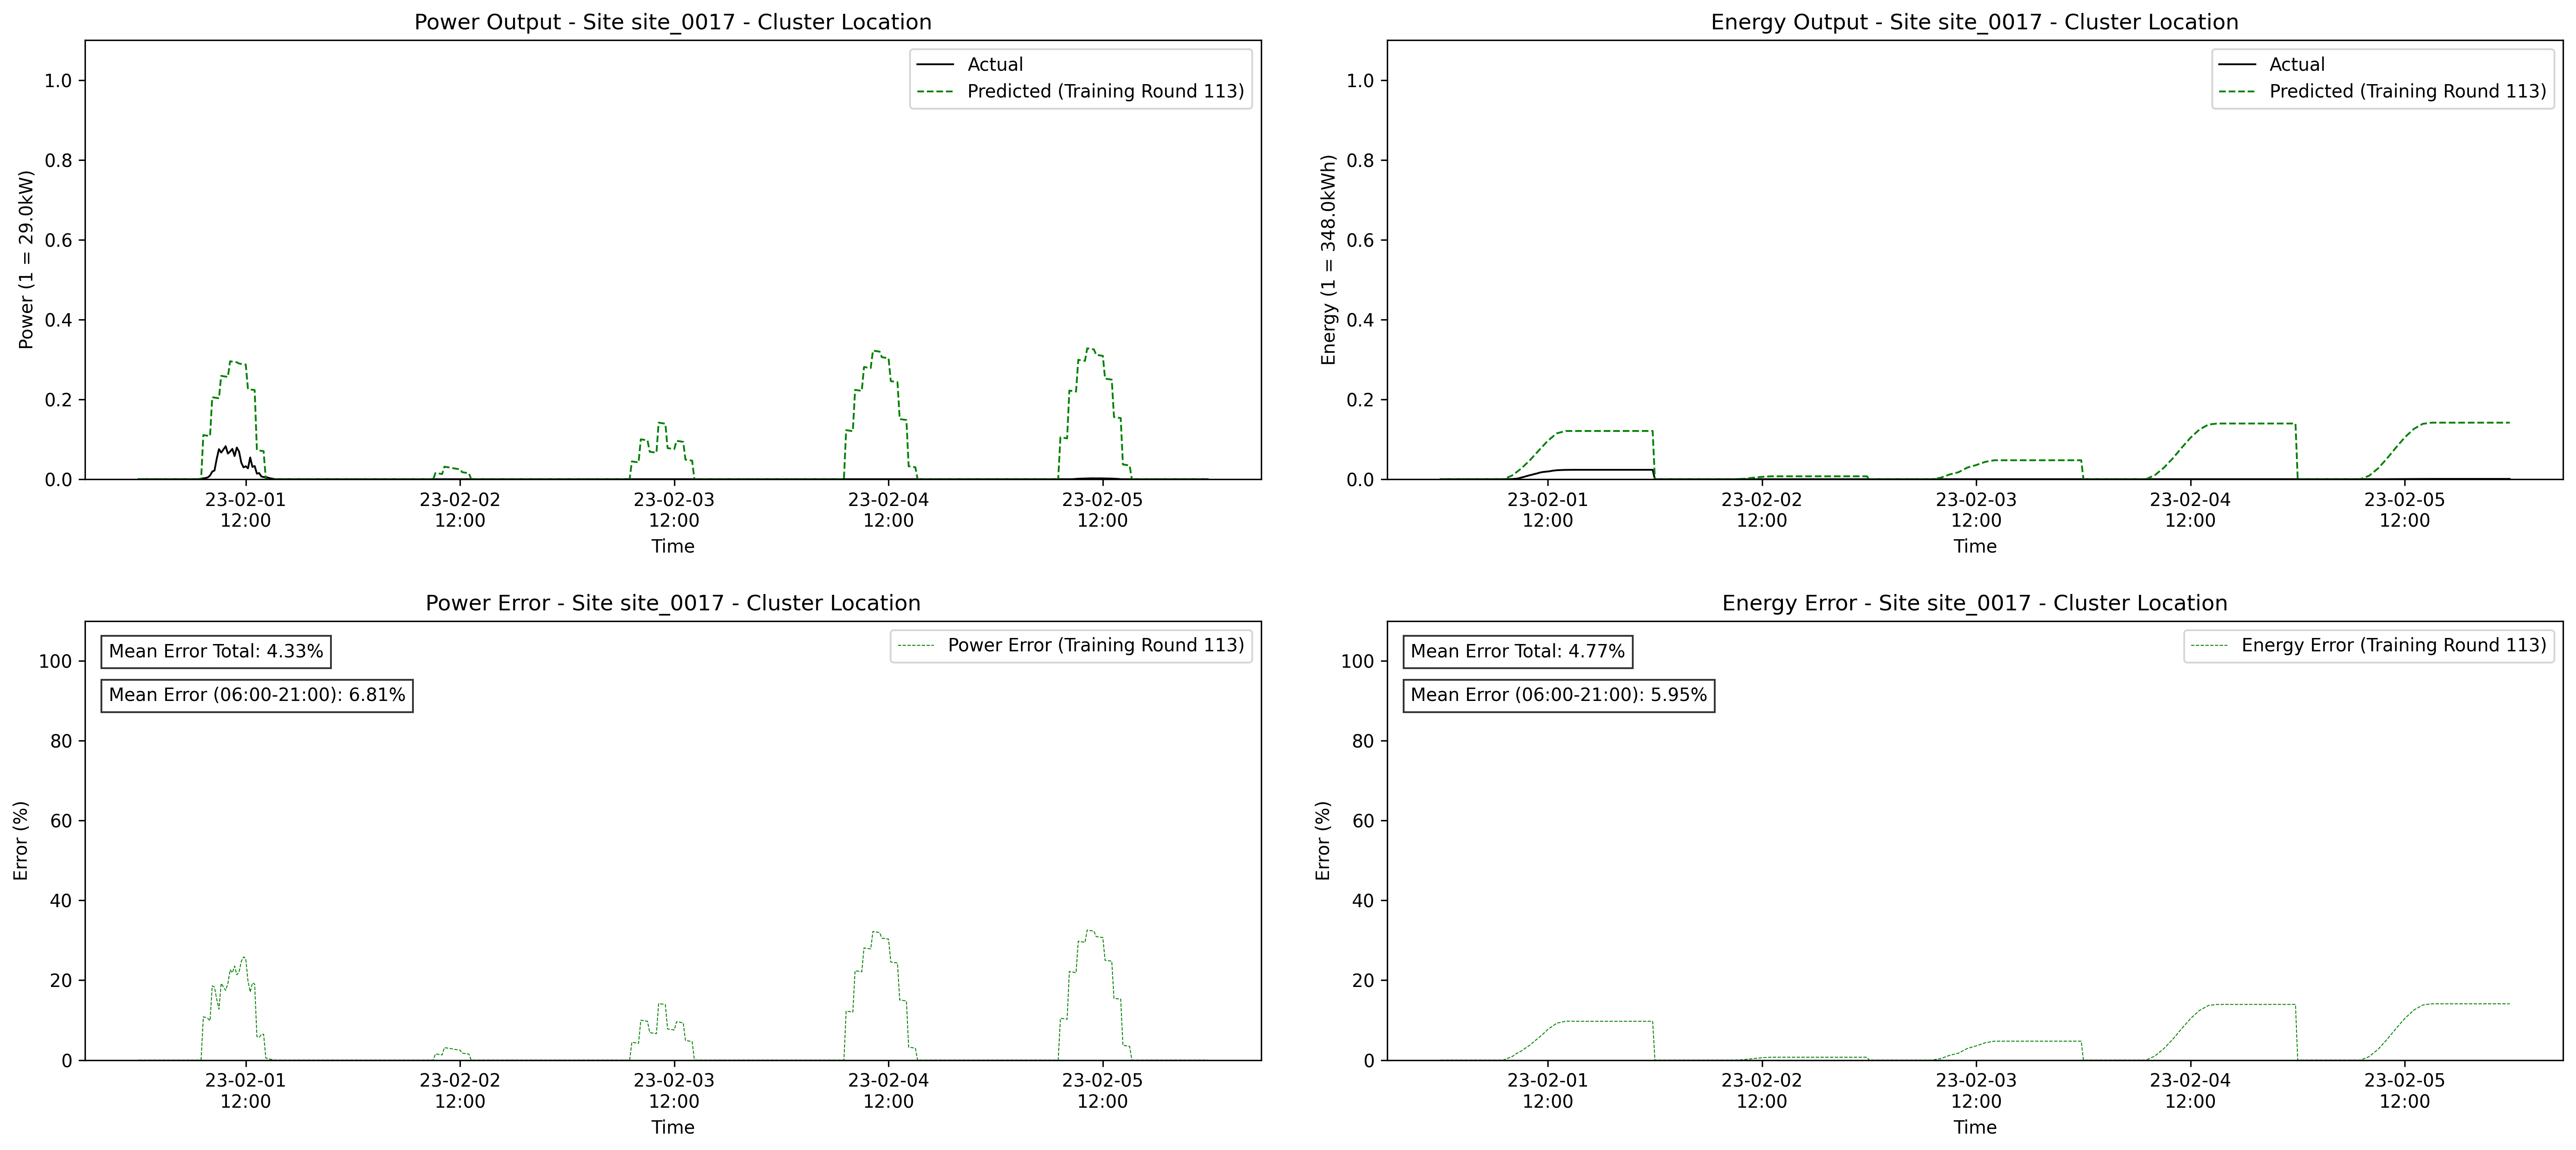 Power Output - Site site_0017 - Cluster Location
Actual
Predicted (Training Round 113)
Power (1 = 29.0kW)
1.0
0.8
0.6
0.4
0.2
0.0
23-02-01
12:00
23-02-02
12:00
23-02-03
12:00
23-02-04
12:00
23-02-05
12:00
Time
Energy Output - Site site_0017 - Cluster Location
Actual
Predicted (Training Round 113)
Energy (1 = 348.0kWh)
1.0
0.8
0.6
0.4
0.2
0.0
23-02-01
12:00
23-02-02
12:00
23-02-03
12:00
23-02-04
12:00
23-02-05
12:00
Time
Power Error - Site site_0017 - Cluster Location
Mean Error Total: 4.33%
Mean Error (06:00-21:00): 6.81%
Power Error (Training Round 113)
Error (%)
100
80
60
40
20
0
23-02-01
12:00
23-02-02
12:00
23-02-03
12:00
23-02-04
12:00
23-02-05
12:00
Time
Energy Error - Site site_0017 - Cluster Location
Mean Error Total: 4.77%
Mean Error (06:00-21:00): 5.95%
Energy Error (Training Round 113)
Error (%)
100
80
60
40
20
0
23-02-01
12:00
23-02-02
12:00
23-02-03
12:00
23-02-04
12:00
23-02-05
12:00
Time